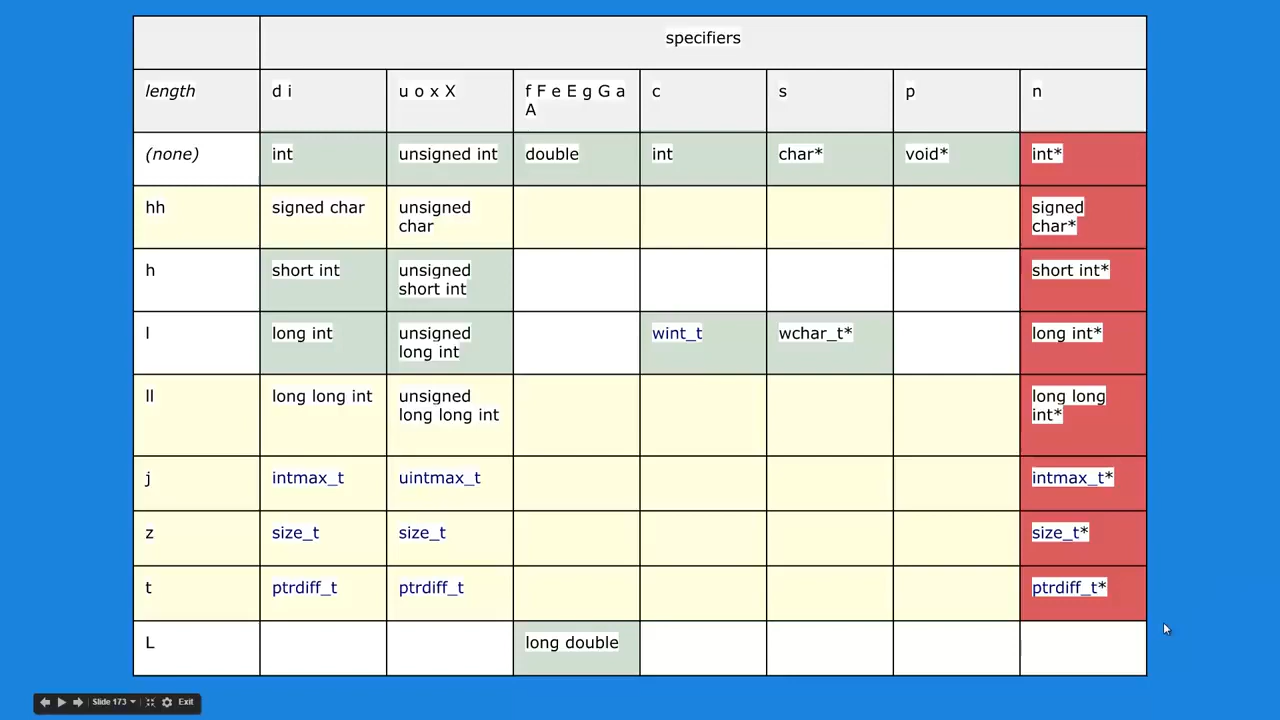 specifiers
length d i u o x X f F e E g G a c s p n
A
(none) int unsigned int double int char* void* int*
hh signed char unsigned signed
char char*
h short int unsigned short int*
short int
l long int unsigned wint_t wchar_t* long int*
long int
ll long long int unsigned long long
long long int int*
j intmax_t uintmax_t intmax_t*
z size_t size_t size_t*
t ptrdiff_t ptrdiff_t ptrdiff_t*
L long double
Slide 173 Exit